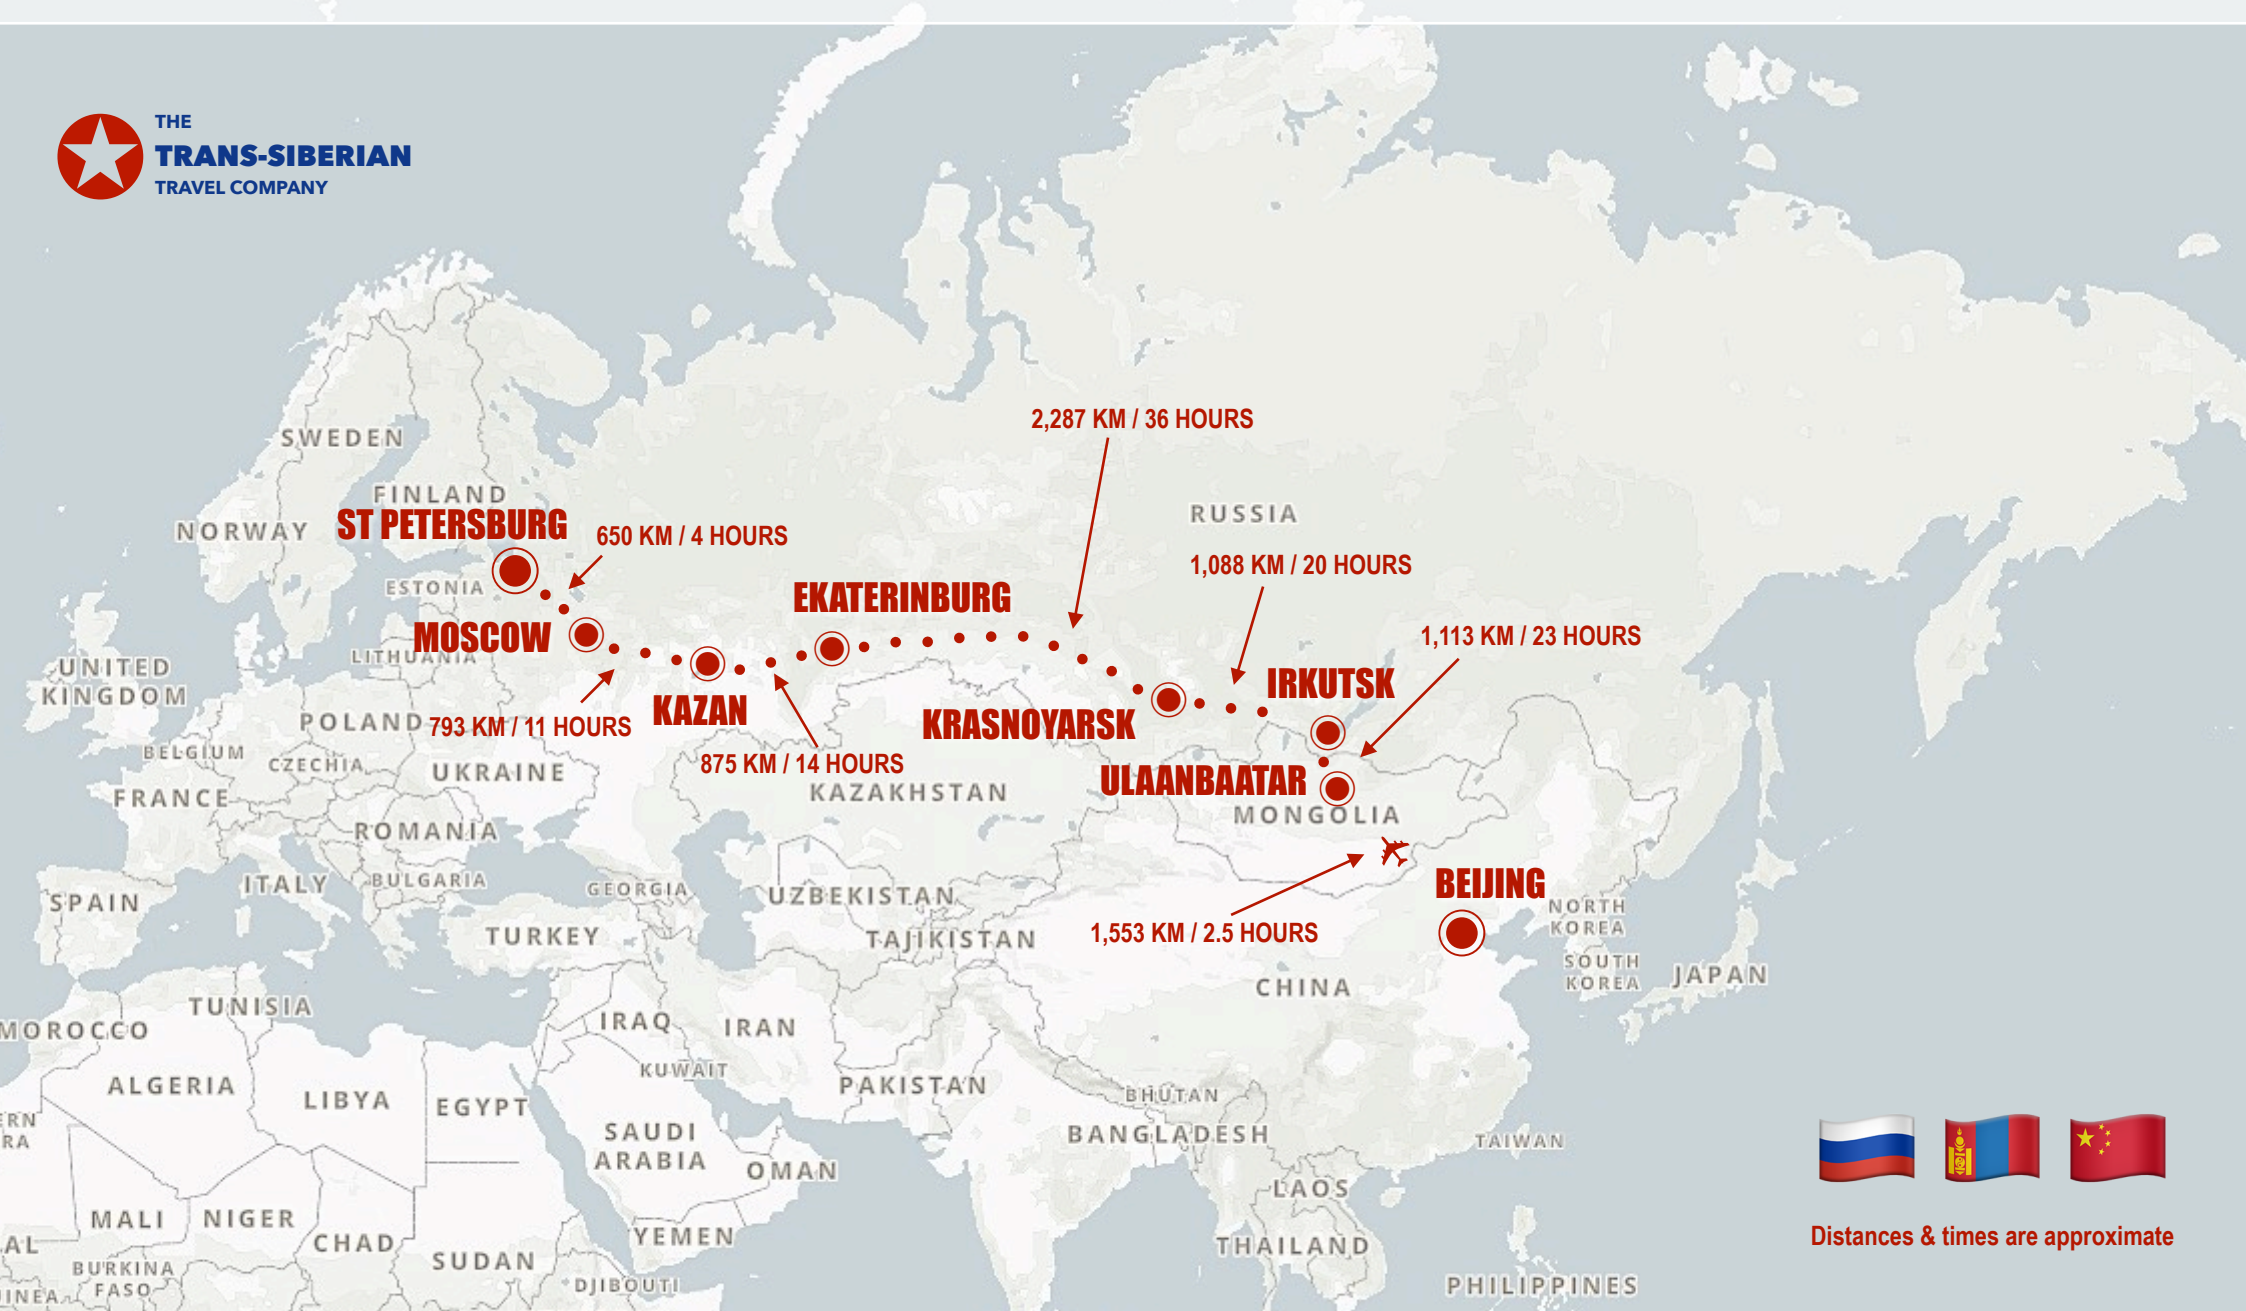 THE
TRANS-SIBERIAN
TRAVEL COMPANY
2,287 KM / 36 HOURS
SWEDEN
FINLAND
RUSSIA
NORWAY
ST PETERSBURG
650 KM / 4 HOURS
1,088 KM / 20 HOURS
ESTONIA
EKATERINBURG
MOSCOW
1,113 KM / 23 HOURS
LITHUANIA
UNITED
KINGDOM
IRKUTSK
KAZAN
POLAND
793 KM / 11 HOURS
KRASNOYARSK
BELGIUM
CZECHIA
UKRAINE
875 KM / 14 HOURS
ULAANBAATAR
FRANCE
KAZAKHSTAN
MONGOLIA
ROMANIA
ITALY
BULGARIA
GEORGIA
BEIJING
SPAIN
UZBEKISTAN
NORTH
KOREA
TURKEY
TAJIKISTAN
1,553 KM / 2.5 HOURS
SOUTH
KOREA
JAPAN
CHINA
TUNISIA
MOROCCO
IRAQ
IRAN
KUWAIT
ALGERIA
LIBYA
EGYPT
PAKISTAN
BHUTAN
ERN
RA
SAUDI
ARABIA
BANGLADESH
TAIWAN
OMAN
LAOS
MALI
NIGER
CHAD
YEMEN
AL
SUDAN
THAILAND
Distances & times are approximate
BURKINA
FASO
DJIBOUTI
PHILIPPINES
INEA